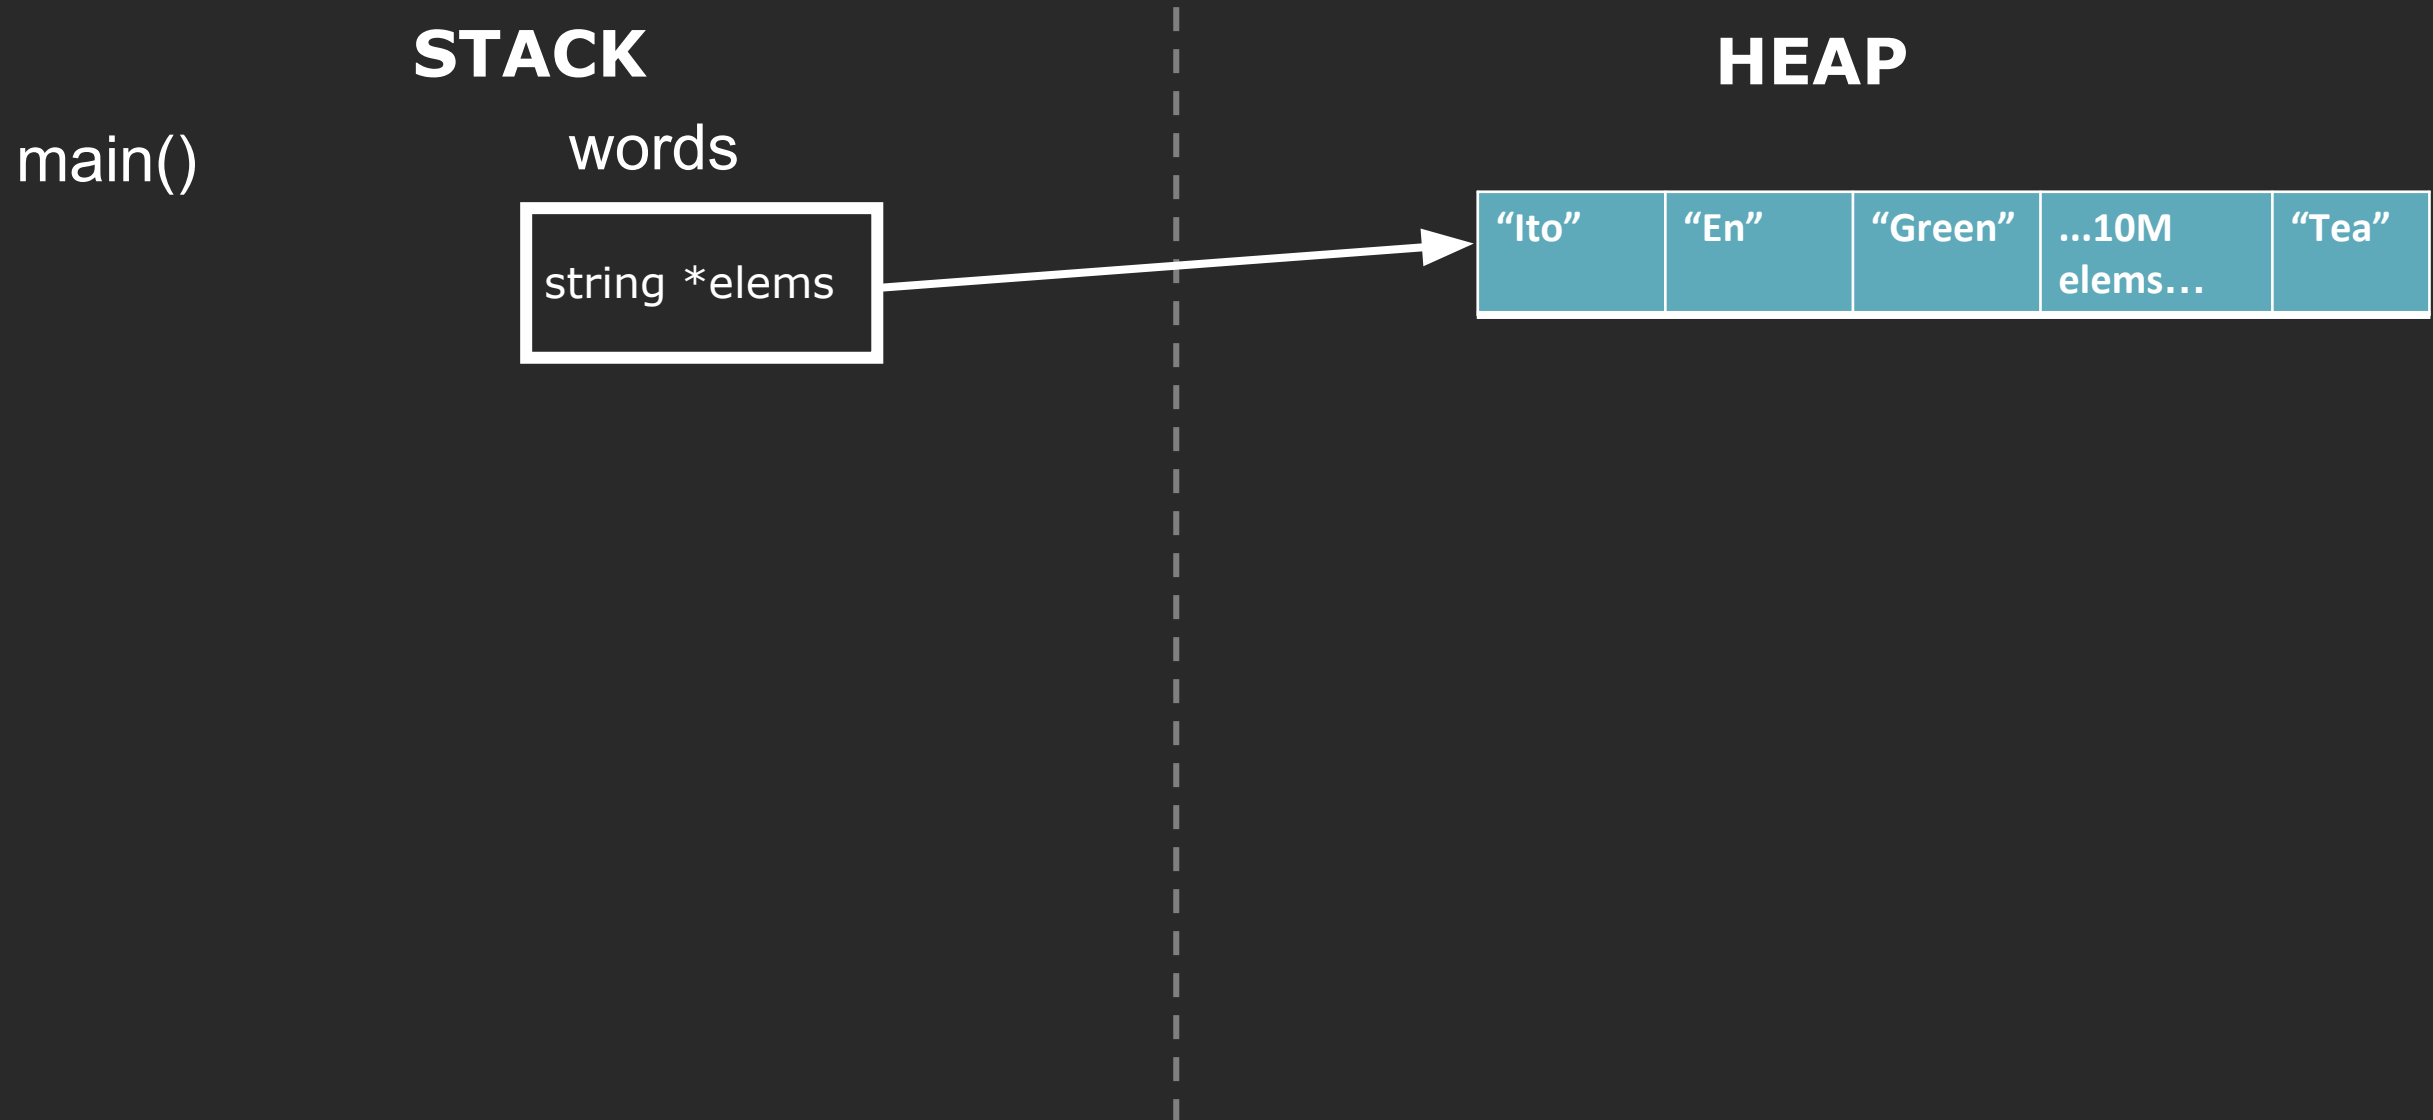 STACK
HEAP
main()
words
string *elems
“Ito”
“En”
“Green”
...10M
elems...
“Tea”